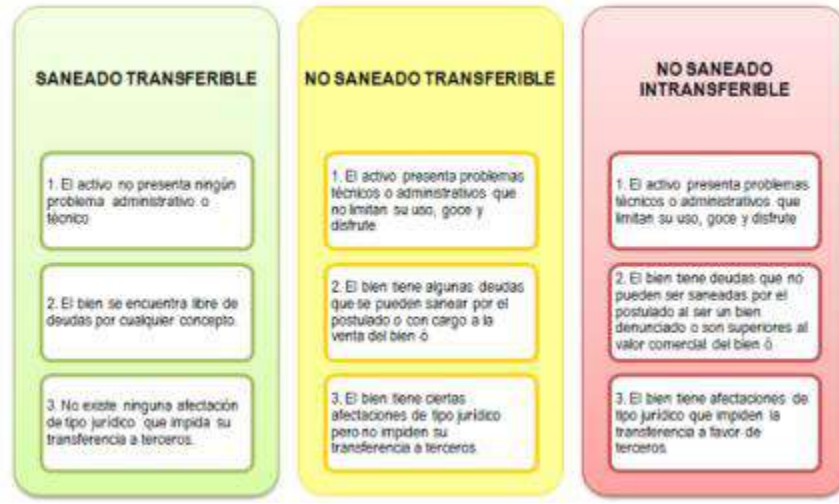 SANEADO TRANSFERIBLE
1. El activo no presenta ningún
problema administrativo o
técnico
2. El bien se encuentra libre de
deudas por cualquier concepto.
3. No existe ninguna afectación
de tipo jurídico que impida su
transferencia a terceros.
NO SANEADO TRANSFERIBLE
1. El activo presenta problemas
técnicos o administrativos que
no limitan su uso, goce y
disfrute
2. El bien tiene algunas deudas
que se pueden sanear por el
postulado o con cargo a la
venta del bien ó
3. El bien tiene ciertas
afectaciones de tipo jurídico
pero no impiden su
transferencia a terceros
NO SANEADO
INTRANSFERIBLE
1. El activo presenta problemas
técnicos o administrativos que
limitan su uso, goce y disfrute
2. El bien tiene deudas que no
pueden ser saneadas por el
postulado al ser un bien
denunciado o son superiores al
valor comercial del bien ó
3. El bien tiene afectaciones de
tipo jurídico que impiden la
transferencia a favor de
terceros